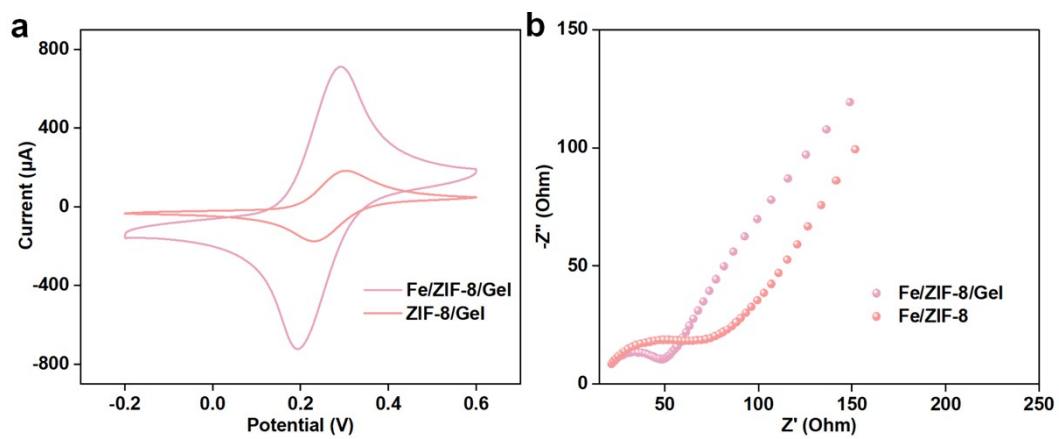 a
800
400
0
-400
-800
Current (μA)
-0.2
0.0
0.2
0.4
0.6
Potential (V)
Fe/ZIF-8/Gel
ZIF-8/Gel
b
150
100
50
0
-Z" (Ohm)
50
100
150
200
250
Z' (Ohm)
Fe/ZIF-8/Gel
Fe/ZIF-8